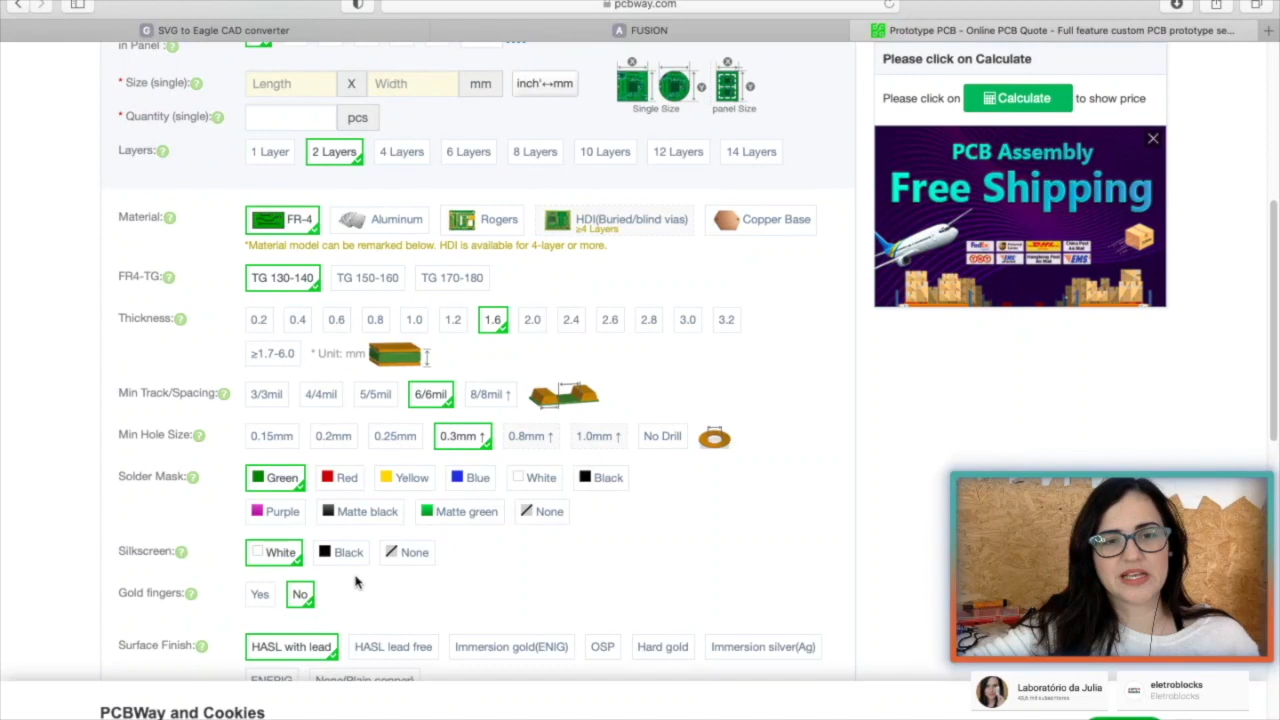 pcbway.com
SVG to Eagle CAD converter
FUSION
Prototype PCB - Online PCB Quote - Full feature custom PCB prototype se...
in Panel :
Please click on Calculate
* Size (single):
Length X Width mm inch'↔mm
Single Size panel Size
Please click on Calculate to show price
* Quantity (single): pcs
Layers: 1 Layer 2 Layers 4 Layers 6 Layers 8 Layers 10 Layers 12 Layers 14 Layers
PCB Assembly
Free Shipping
Material: FR-4 Aluminum Rogers HDI(Buried/blind vias) ≥4 Layers Copper Base
*Material model can be remarked below. HDI is available for 4-layer or more.
FedEx DHL EMS
FR4-TG: TG 130-140 TG 150-160 TG 170-180
Thickness: 0.2 0.4 0.6 0.8 1.0 1.2 1.6 2.0 2.4 2.6 2.8 3.0 3.2
≥1.7-6.0 * Unit: mm
Min Track/Spacing: 3/3mil 4/4mil 5/5mil 6/6mil 8/8mil ↑
Min Hole Size: 0.15mm 0.2mm 0.25mm 0.3mm ↑ 0.8mm ↑ 1.0mm ↑ No Drill
Solder Mask: Green Red Yellow Blue White Black
Purple Matte black Matte green None
Silkscreen: White Black None
Gold fingers: Yes No
Surface Finish: HASL with lead HASL lead free Immersion gold(ENIG) OSP Hard gold Immersion silver(Ag)
ENEPIG None(Plain copper)
Laboratório da Julia
eletroblocks
Eletroblocks
PCBWay and Cookies